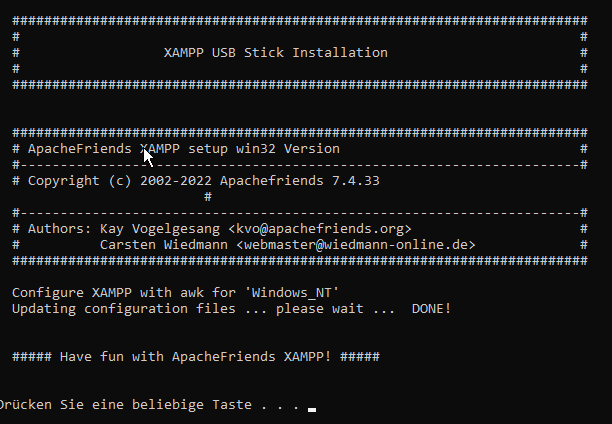 ########################################################################
#                                                                      #
#                  XAMPP USB Stick Installation                        #
#                                                                      #
########################################################################
########################################################################
# ApacheFriends XAMPP setup win32 Version                              #
#----------------------------------------------------------------------#
# Copyright (c) 2002-2022 Apachefriends 7.4.33
                        #
#----------------------------------------------------------------------#
# Authors: Kay Vogelgesang <kvo@apachefriends.org>                     #
#          Carsten Wiedmann <webmaster@wiedmann-online.de>             #
########################################################################
Configure XAMPP with awk for 'Windows_NT'
Updating configuration files ... please wait ...  DONE!
##### Have fun with ApacheFriends XAMPP! #####
Drücken Sie eine beliebige Taste . . .